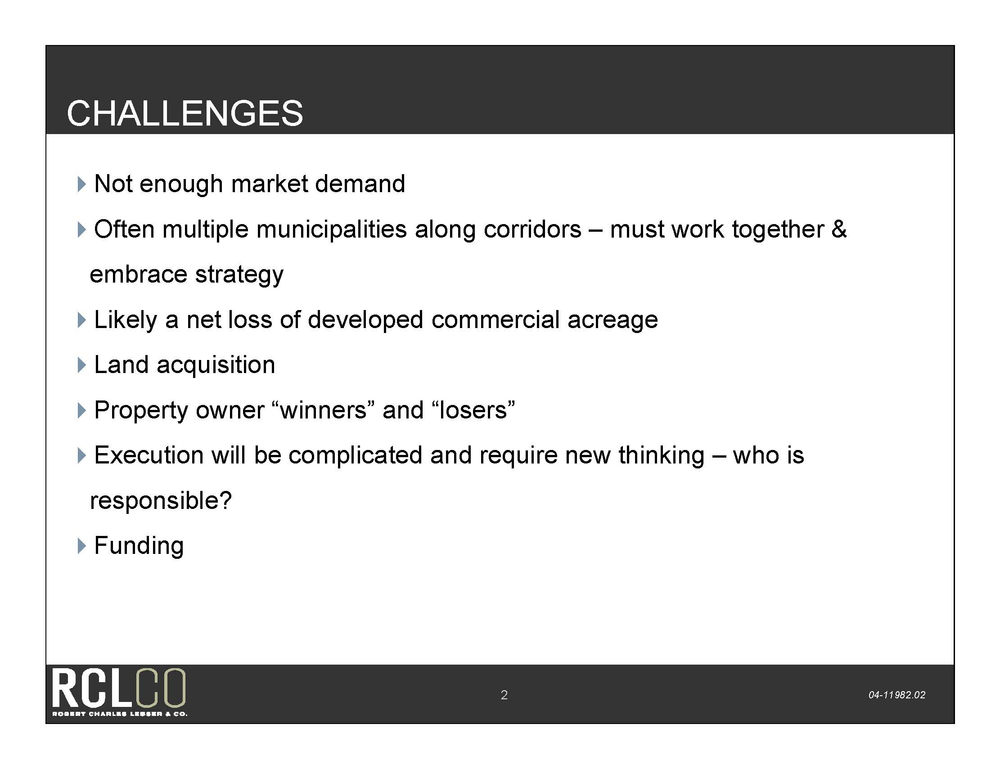 CHALLENGES
Not enough market demand
Often multiple municipalities along corridors – must work together &
embrace strategy
Likely a net loss of developed commercial acreage
Land acquisition
Property owner “winners” and “losers”
Execution will be complicated and require new thinking – who is
responsible?
Funding
RCLCO
ROBERT CHARLES LESSER & CO.
2
04-11982.02